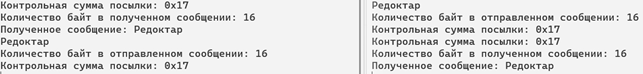 Контрольная сумма посылки: 0x17
Количество байт в полученном сообщении: 16
Полученное сообщение: Редоктар
Редоктар
Количество байт в отправленном сообщении: 16
Контрольная сумма посылки: 0x17
Редоктар
Количество байт в отправленном сообщении: 16
Контрольная сумма посылки: 0x17
Контрольная сумма посылки: 0x17
Количество байт в полученном сообщении: 16
Полученное сообщение: Редоктар